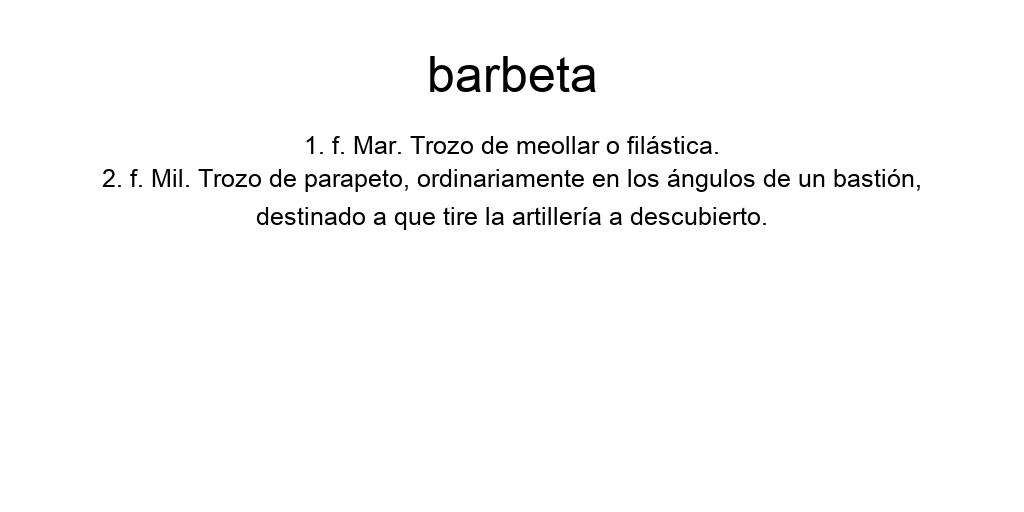 barbeta
1. f. Mar. Trozo de meollar o filástica.
2. f. Mil. Trozo de parapeto, ordinariamente en los ángulos de un bastión,
destinado a que tire la artillería a descubierto.